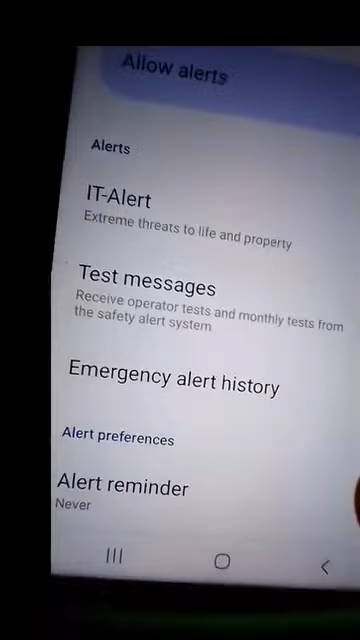 Allow alerts
Alerts
IT-Alert
Extreme threats to life and property
Test messages
Receive operator tests and monthly tests from
the safety alert system
Emergency alert history
Alert preferences
Alert reminder
Never